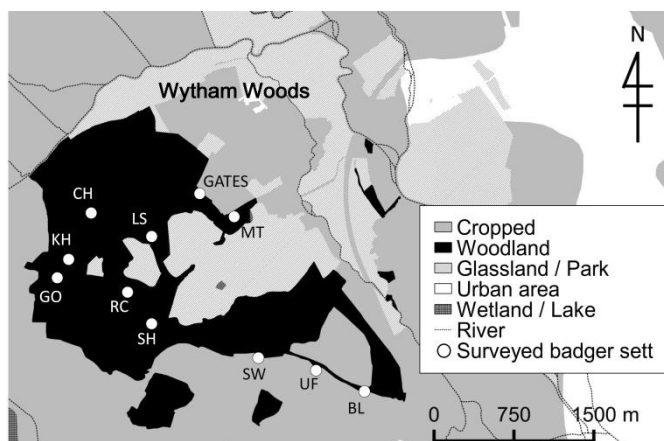 N
Wytham Woods
GATES
CH
LS
MT
KH
GO
RC
SH
SW
UF
BL
Cropped
Woodland
Glassland / Park
Urban area
Wetland / Lake
River
Surveyed badger sett
0 750 1500 m